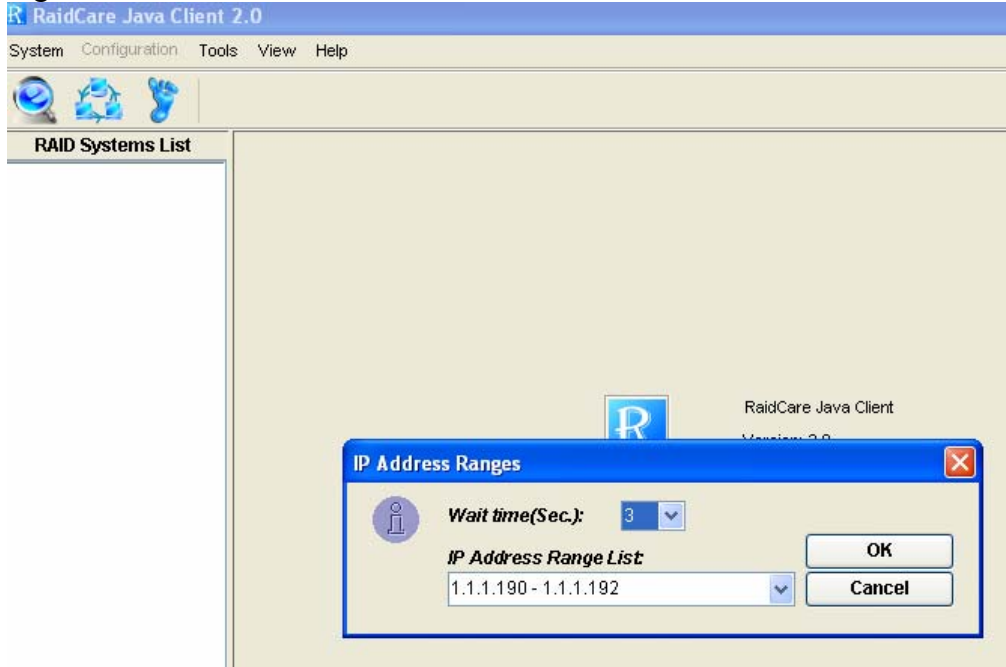 RaidCare Java Client 2.0
System Configuration Tools View Help
RAID Systems List
RaidCare Java Client
IP Address Ranges
Wait time(Sec.): 3
IP Address Range List:
OK
1.1.1.190 - 1.1.1.192
Cancel